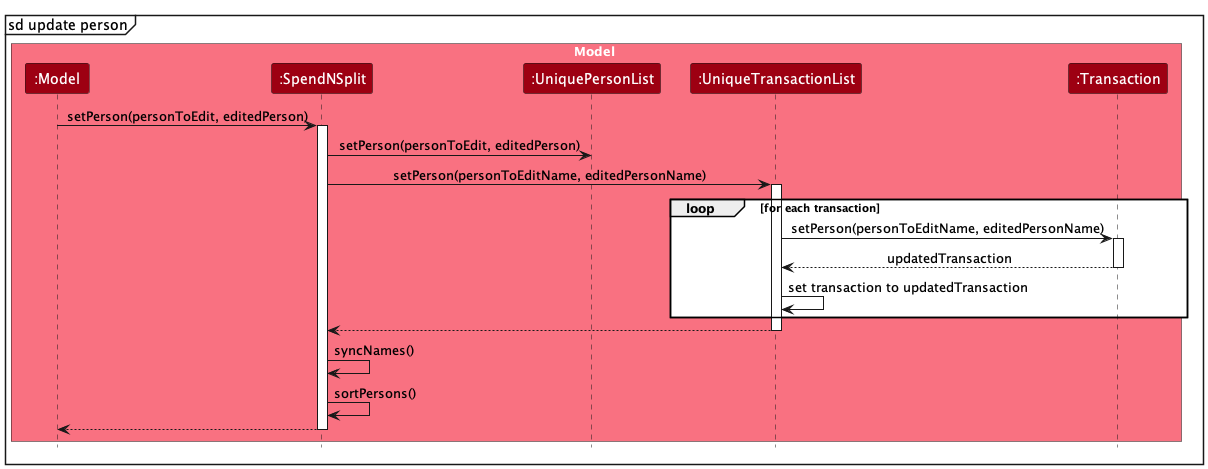 sd update person
Model
:Model
:SpendNSplit
:UniquePersonList
:UniqueTransactionList
:Transaction
setPerson(personToEdit, editedPerson)
setPerson(personToEdit, editedPerson)
setPerson(personToEditName, editedPersonName)
loop
[for each transaction]
setPerson(personToEditName, editedPersonName)
updatedTransaction
set transaction to updatedTransaction
syncNames()
sortPersons()